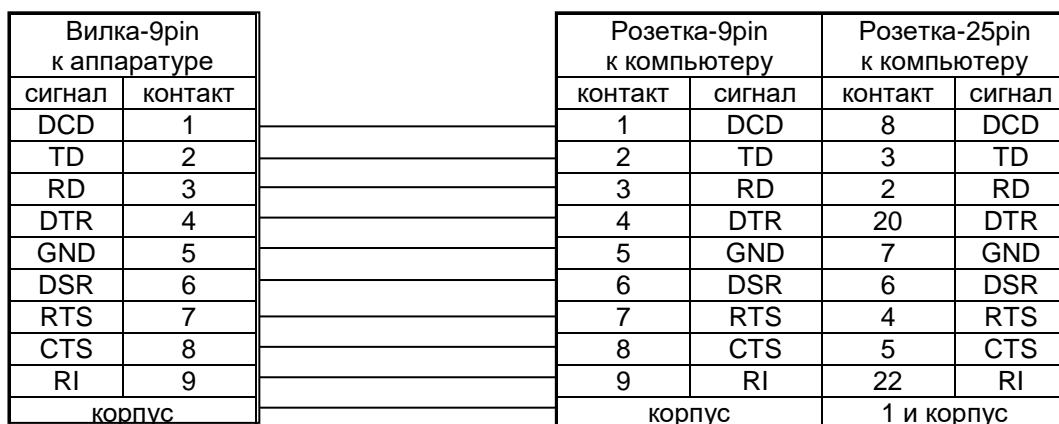 Вилка-9pin Розетка-9pin Розетка-25pin
к аппаратуре к компьютеру к компьютеру
сигнал контакт контакт сигнал контакт сигнал
DCD 1 1 DCD 8 DCD
TD 2 2 TD 3 TD
RD 3 3 RD 2 RD
DTR 4 4 DTR 20 DTR
GND 5 5 GND 7 GND
DSR 6 6 DSR 6 DSR
RTS 7 7 RTS 4 RTS
CTS 8 8 CTS 5 CTS
RI 9 9 RI 22 RI
корпус корпус 1 и корпус